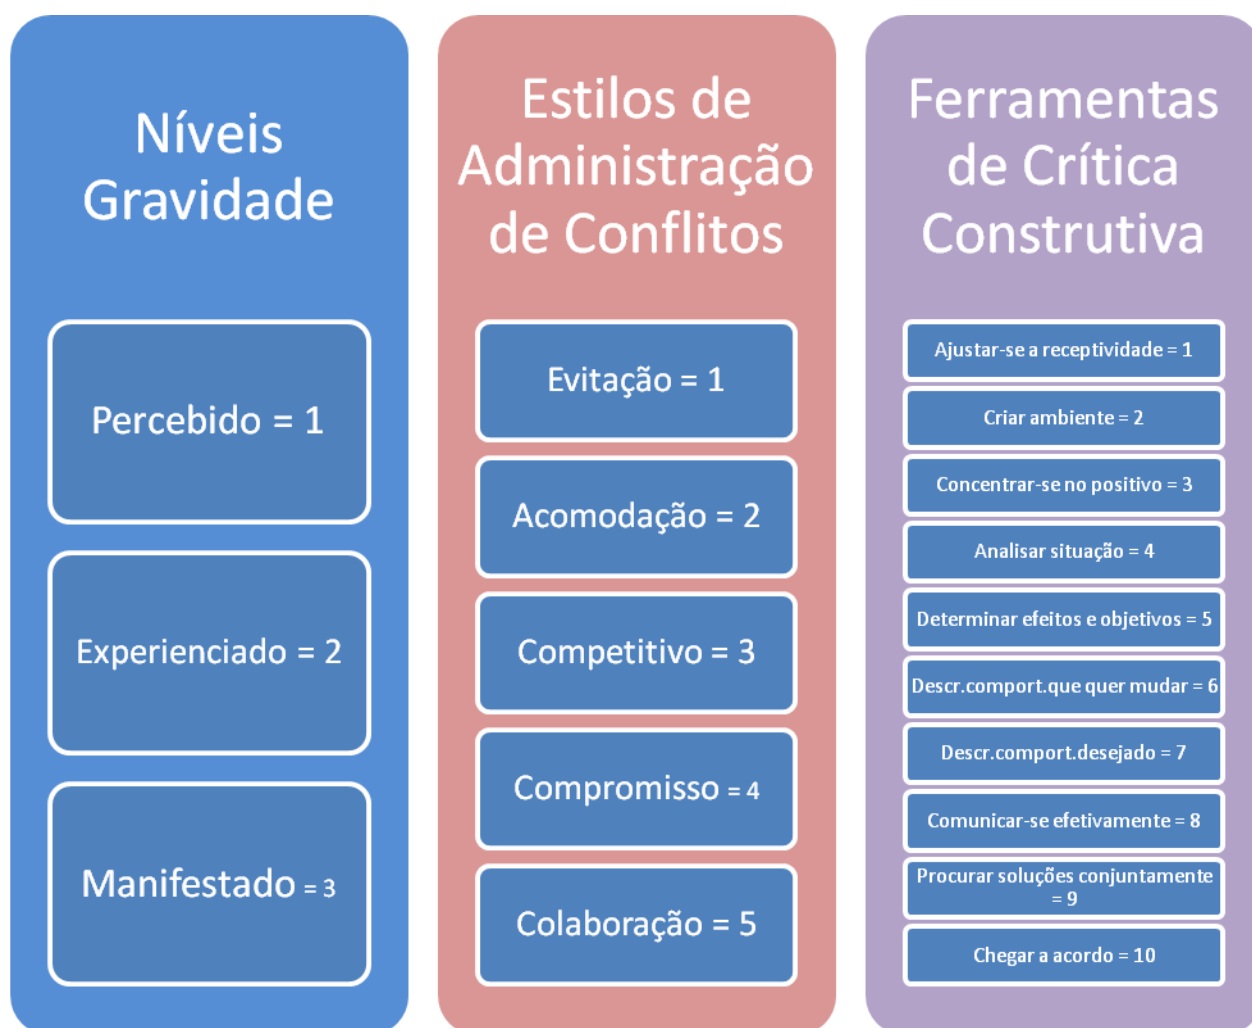 Níveis
Gravidade
Percebido = 1
Experienciado = 2
Manifestado = 3
Estilos de
Administração
de Conflitos
Evitação = 1
Acomodação = 2
Competitivo = 3
Compromisso = 4
Colaboração = 5
Ferramentas
de Crítica
Construtiva
Ajustar-se a receptividade = 1
Criar ambiente = 2
Concentrar-se no positivo = 3
Analisar situação = 4
Determinar efeitos e objetivos = 5
Descr.comport.que quer mudar = 6
Descr.comport.desejado = 7
Comunicar-se efetivamente = 8
Procurar soluções conjuntamente
= 9
Chegar a acordo = 10